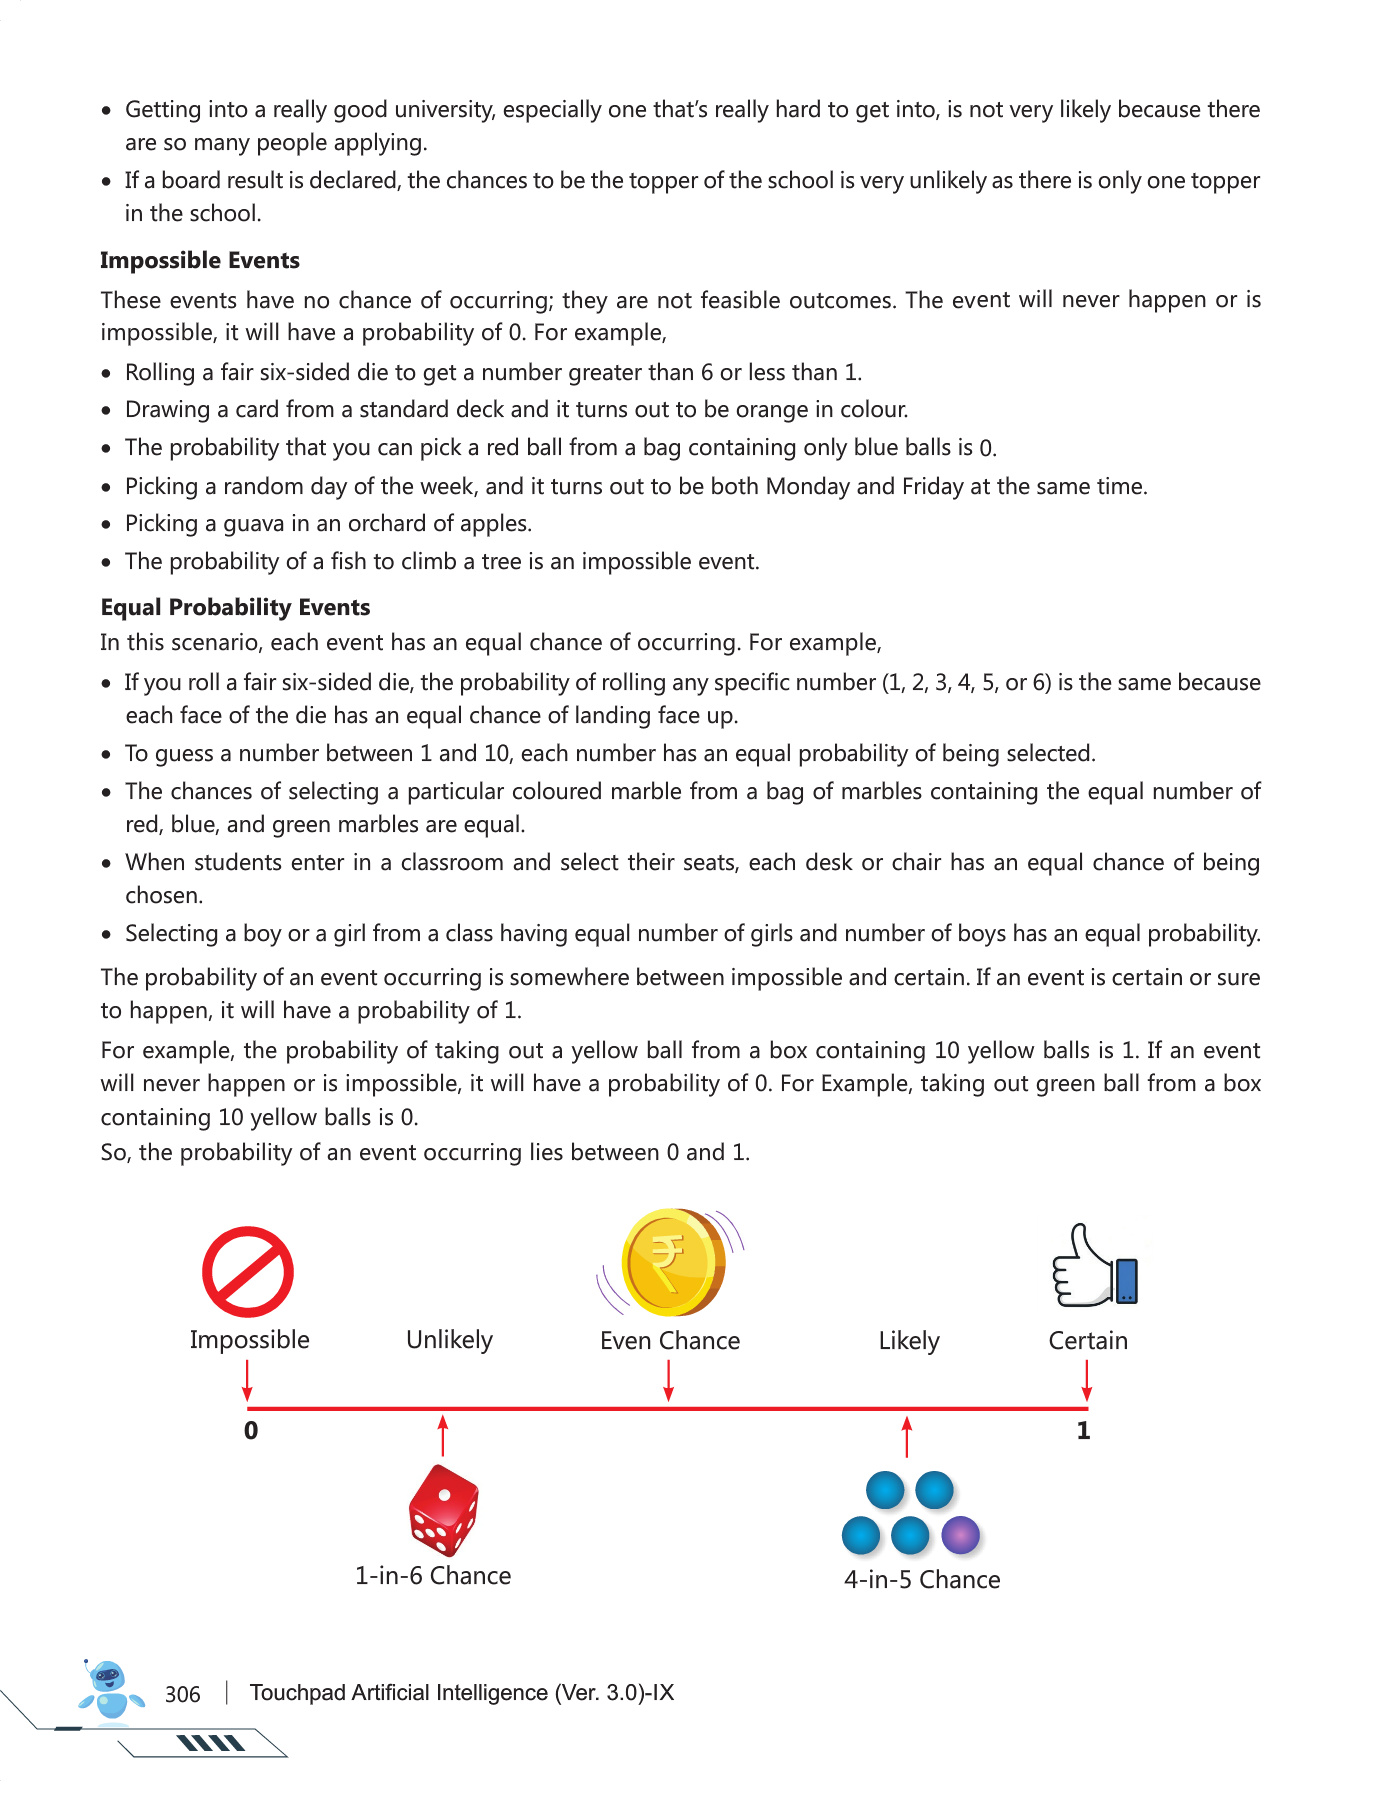 • Getting into a really good university, especially one that's really hard to get into, is not very likely because there
are so many people applying.
• If a board result is declared, the chances to be the topper of the school is very unlikely as there is only one topper
in the school.
Impossible Events
These events have no chance of occurring; they are not feasible outcomes. The event will never happen or is
impossible, it will have a probability of 0. For example,
• Rolling a fair six-sided die to get a number greater than 6 or less than 1.
• Drawing a card from a standard deck and it turns out to be orange in colour.
• The probability that you can pick a red ball from a bag containing only blue balls is 0.
• Picking a random day of the week, and it turns out to be both Monday and Friday at the same time.
• Picking a guava in an orchard of apples.
• The probability of a fish to climb a tree is an impossible event.
Equal Probability Events
In this scenario, each event has an equal chance of occurring. For example,
• If you roll a fair six-sided die, the probability of rolling any specific number (1, 2, 3, 4, 5, or 6) is the same because
each face of the die has an equal chance of landing face up.
• To guess a number between 1 and 10, each number has an equal probability of being selected.
• The chances of selecting a particular coloured marble from a bag of marbles containing the equal number of
red, blue, and green marbles are equal.
• When students enter in a classroom and select their seats, each desk or chair has an equal chance of being
chosen.
• Selecting a boy or a girl from a class having equal number of girls and number of boys has an equal probability.
The probability of an event occurring is somewhere between impossible and certain. If an event is certain or sure
to happen, it will have a probability of 1.
For example, the probability of taking out a yellow ball from a box containing 10 yellow balls is 1. If an event
will never happen or is impossible, it will have a probability of 0. For Example, taking out green ball from a box
containing 10 yellow balls is 0.
So, the probability of an event occurring lies between 0 and 1.
₹
Impossible Unlikely Even Chance Likely Certain
0 1
1-in-6 Chance 4-in-5 Chance
306 | Touchpad Artificial Intelligence (Ver. 3.0)-IX